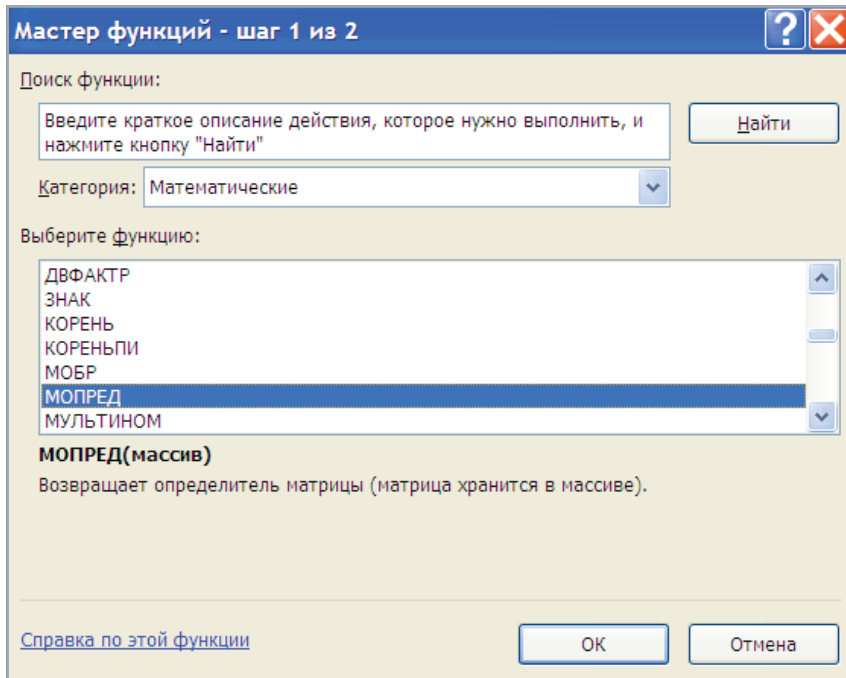 Мастер функций - шаг 1 из 2
Поиск функции:
Введите краткое описание действия, которое нужно выполнить, и
нажмите кнопку "Найти"
Найти
Категория: Математические
Выберите функцию:
ДВФАКТР
ЗНАК
КОРЕНЬ
КОРЕНЬПИ
МОБР
МОПРЕД
МУЛЬТИНОМ
МОПРЕД(массив)
Возвращает определитель матрицы (матрица хранится в массиве).
Справка по этой функции
ОК
Отмена